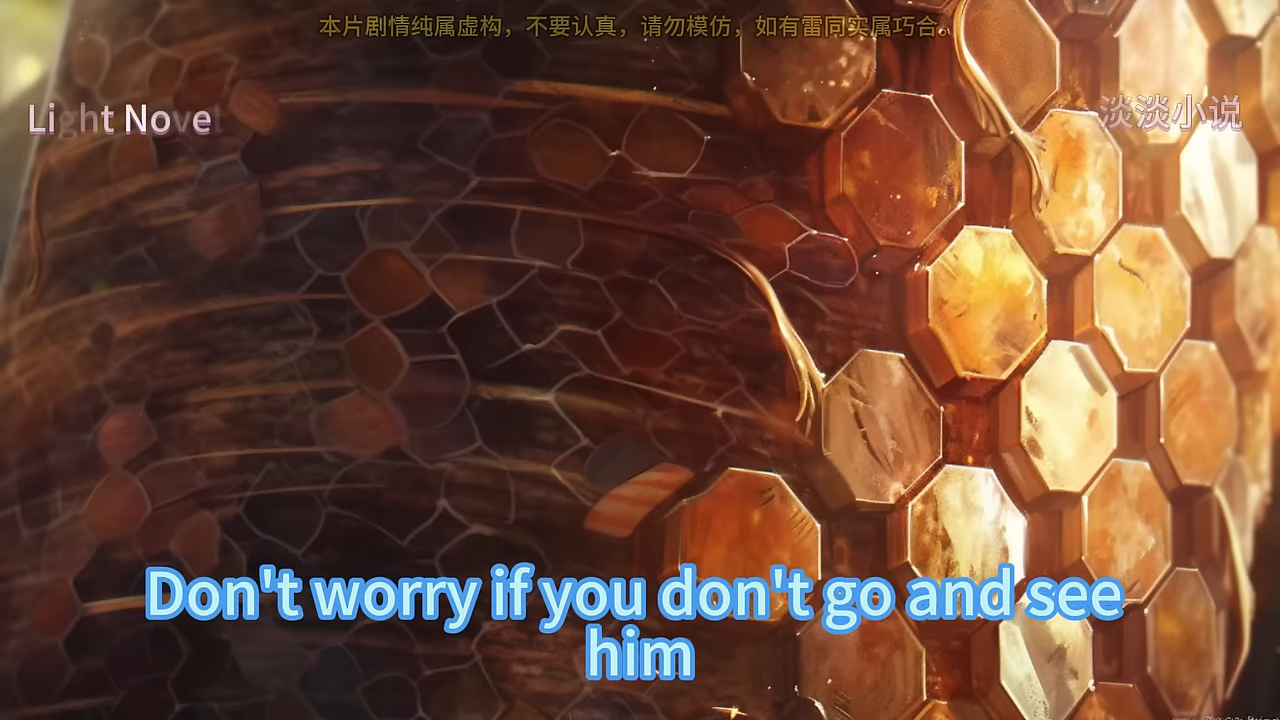 本片剧情纯属虚构，不要认真，请勿模仿，如有雷同实属巧合。
Light Novel
淡淡小说
Don't worry if you don't go and see
him